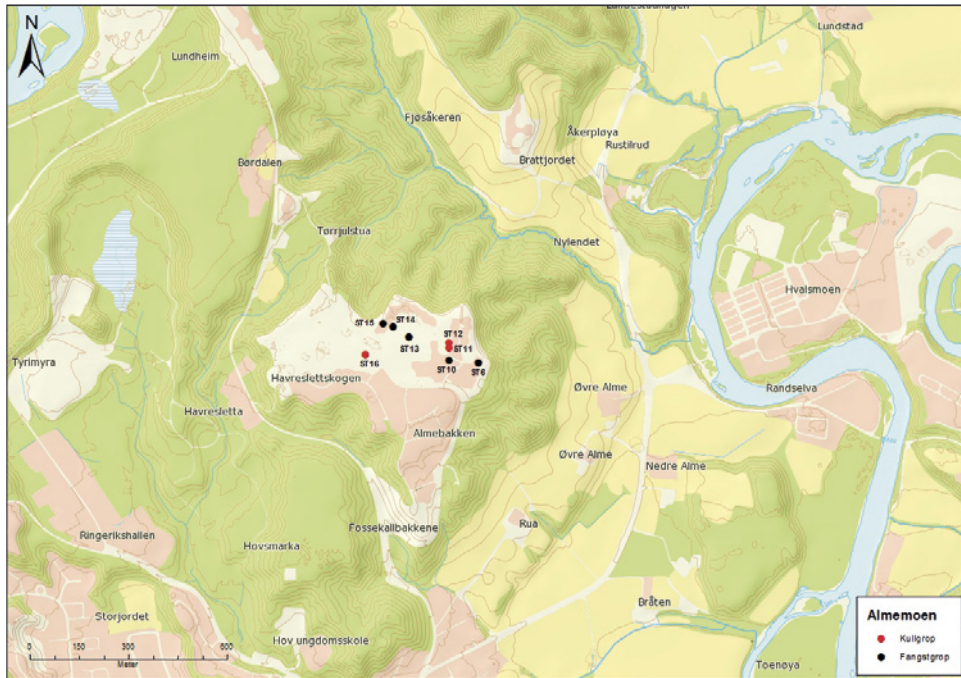 N
Landestadhagen
Lundstad
Lundheim
Fjøsåkeren
Åkerpløya
Rustilrud
Brattjordet
Børdalen
Tørrjulstua
Nylendet
Hvalsmoen
ST15
ST14
ST13
ST12
ST11
ST10
ST6
ST16
Tyrimyra
Havreslettskogen
Øvre Alme
Randselva
Havresletta
Almebakken
Øvre Alme
Nedre Alme
Fossekallbakkene
Rua
Ringerikshallen
Hovsmarka
Storjordet
Bråten
Hov ungdomsskole
Toenøya
0 300 600
Meter
Almemoen
Kullgrop
Fangstgrop